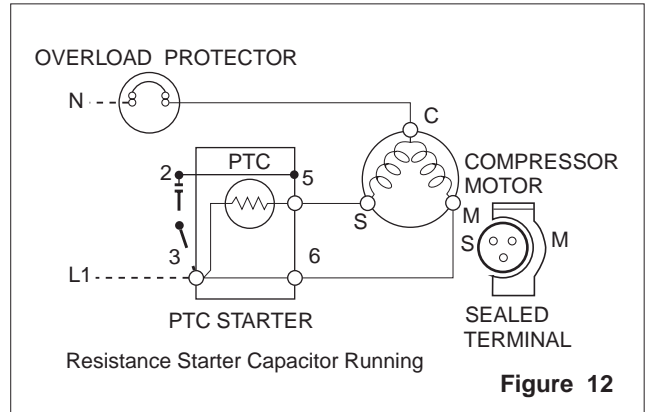 OVERLOAD PROTECTOR
N
C
2
PTC
5
COMPRESSOR
MOTOR
S
M
S
M
3
6
L1
PTC STARTER
SEALED
TERMINAL
Resistance Starter Capacitor Running
Figure 12